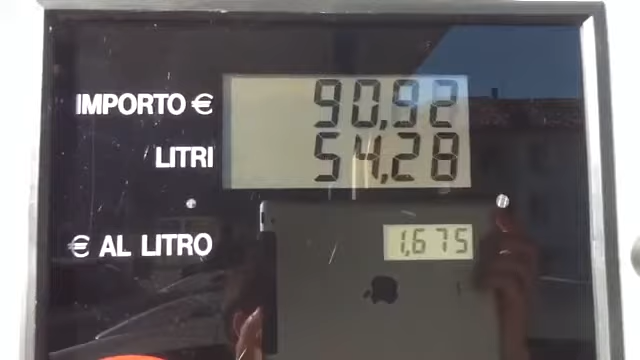 IMPORTO € 90,92
LITRI 54,28
€ AL LITRO 1,675